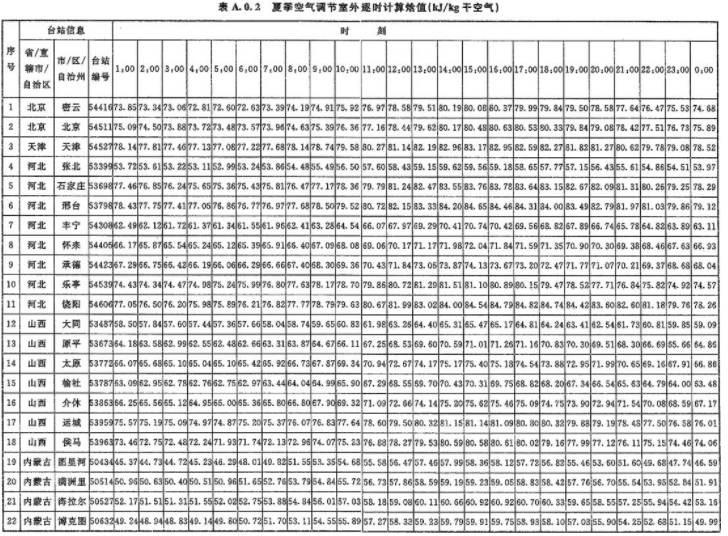 表 A.0.2 夏季空气调节室外逐时计算焓值(kJ/kg 干空气)
序号 台站信息 时 刻
省/直辖市/自治区 市/区/自治州 台站编号 1:00 2:00 3:00 4:00 5:00 6:00 7:00 8:00 9:00 10:00 11:00 12:00 13:00 14:00 15:00 16:00 17:00 18:00 19:00 20:00 21:00 22:00 23:00 0:00
1 北京 密云 54416 73.85 73.34 73.06 72.81 72.60 72.63 73.39 74.19 74.91 75.92 76.97 78.58 79.51 80.19 80.08 80.37 79.99 79.84 79.50 78.58 77.64 76.47 75.53 74.68
2 北京 北京 54511 75.09 74.50 73.88 73.72 73.48 73.57 73.96 74.63 75.39 76.36 77.16 78.44 79.62 80.17 80.48 80.63 80.53 80.33 79.84 79.08 78.42 77.51 76.73 75.89
3 天津 天津 54527 78.14 77.81 77.46 77.13 77.08 77.22 77.68 78.14 78.74 79.58 80.27 81.14 82.19 82.96 83.17 82.95 82.59 82.27 81.82 81.27 80.62 79.78 79.08 78.52
4 河北 张北 53399 53.72 53.61 53.22 53.11 52.99 53.24 53.86 54.48 55.49 56.50 57.60 58.43 59.15 59.62 59.56 59.18 58.65 57.77 57.15 56.43 55.61 54.86 54.51 53.97
5 河北 石家庄 53698 77.46 76.85 76.24 75.65 75.36 75.43 75.81 76.47 77.17 78.36 79.79 81.24 82.47 83.55 83.76 83.78 83.64 83.15 82.67 82.09 81.31 80.26 79.25 78.29
6 河北 邢台 53798 78.43 77.75 77.41 77.05 76.86 76.77 76.97 77.68 78.50 79.52 80.72 82.15 83.33 84.20 84.65 84.46 84.31 84.00 83.49 82.79 81.97 81.03 79.86 79.12
7 河北 丰宁 54308 62.49 62.12 61.72 61.37 61.34 61.55 61.96 62.41 63.28 64.54 66.07 67.97 69.29 70.41 70.74 70.42 69.56 68.82 67.89 66.74 65.78 64.82 63.89 63.11
8 河北 怀来 54405 66.17 65.87 65.54 65.24 65.12 65.39 65.91 66.40 67.09 68.08 69.06 70.17 71.17 71.98 72.04 71.84 71.59 71.35 70.90 70.30 69.38 68.46 67.63 66.93
9 河北 承德 54423 67.29 66.75 66.42 66.19 66.06 66.29 66.66 67.40 68.30 69.36 70.43 71.84 73.05 73.87 74.13 73.67 73.20 72.47 71.77 71.07 70.21 69.37 68.68 68.04
10 河北 乐亭 54539 74.43 74.34 74.47 74.98 75.24 75.99 76.80 77.63 78.17 78.70 79.86 80.72 81.29 81.51 81.10 80.89 80.15 79.47 78.52 77.71 76.84 75.82 74.92 74.57
11 河北 饶阳 54606 77.05 76.50 76.20 75.98 75.89 76.21 76.82 77.77 78.79 79.63 80.67 81.99 83.02 84.00 84.54 84.79 84.82 84.74 84.42 83.60 82.60 81.18 79.76 78.26
12 山西 大同 53487 58.50 57.84 57.60 57.44 57.36 57.66 58.04 58.74 59.65 60.83 61.98 63.26 64.40 65.31 65.47 65.17 64.81 64.24 63.41 62.54 61.73 60.81 59.85 59.09
13 山西 原平 53673 64.18 63.58 62.99 62.55 62.48 62.66 63.31 63.87 64.67 66.11 67.25 68.53 69.60 70.59 71.01 71.26 71.16 70.83 70.30 69.51 68.30 66.69 65.66 64.86
14 山西 太原 53772 66.07 65.68 65.10 65.04 65.10 65.42 65.92 66.73 67.87 69.34 70.94 72.67 74.17 75.17 75.40 75.18 74.54 73.88 72.95 71.99 70.65 69.16 67.91 66.86
15 山西 榆社 53787 63.09 62.95 62.78 62.76 62.75 62.97 63.44 64.04 64.99 65.90 67.29 68.55 69.70 70.43 70.31 69.75 68.82 68.20 67.34 66.54 65.63 64.79 64.00 63.48
16 山西 介休 53863 66.25 65.56 65.12 64.95 65.00 65.36 65.80 66.80 67.90 69.32 71.09 72.66 74.14 75.20 75.62 75.46 75.09 74.75 73.90 72.94 71.54 70.08 68.59 67.17
17 山西 运城 53959 75.57 75.19 75.09 74.97 74.87 75.20 75.37 76.07 76.83 77.64 78.60 79.50 80.32 81.15 81.14 81.09 80.80 80.32 79.88 79.19 78.48 77.50 76.58 76.01
18 山西 侯马 53963 73.46 72.75 72.48 72.24 71.93 71.74 72.13 72.96 74.07 75.23 76.88 78.27 79.53 80.59 80.58 80.61 80.02 79.16 77.99 77.12 76.11 75.15 74.46 74.06
19 内蒙古 图里河 50434 45.37 44.73 44.72 45.23 46.29 48.01 49.82 51.55 53.35 54.68 55.58 56.47 57.46 57.99 58.36 58.12 57.72 56.82 55.46 53.60 51.60 49.68 47.74 46.59
20 内蒙古 满洲里 50514 50.96 50.63 50.40 50.51 50.96 51.65 52.76 53.79 54.84 55.72 56.73 57.86 58.59 59.19 59.23 59.05 58.83 58.42 57.76 56.70 55.54 53.95 52.84 51.91
21 内蒙古 海拉尔 50527 52.17 51.51 51.31 51.55 52.02 52.75 53.88 54.84 56.01 57.03 58.18 59.08 60.11 60.66 60.92 60.92 60.70 60.33 59.65 58.55 57.25 55.94 54.42 53.16
22 内蒙古 博克图 50632 49.24 48.94 48.83 49.14 49.80 50.72 51.70 53.11 54.55 55.89 57.27 58.33 59.23 59.79 59.91 59.75 58.93 58.10 57.03 55.90 54.25 52.68 51.15 49.99